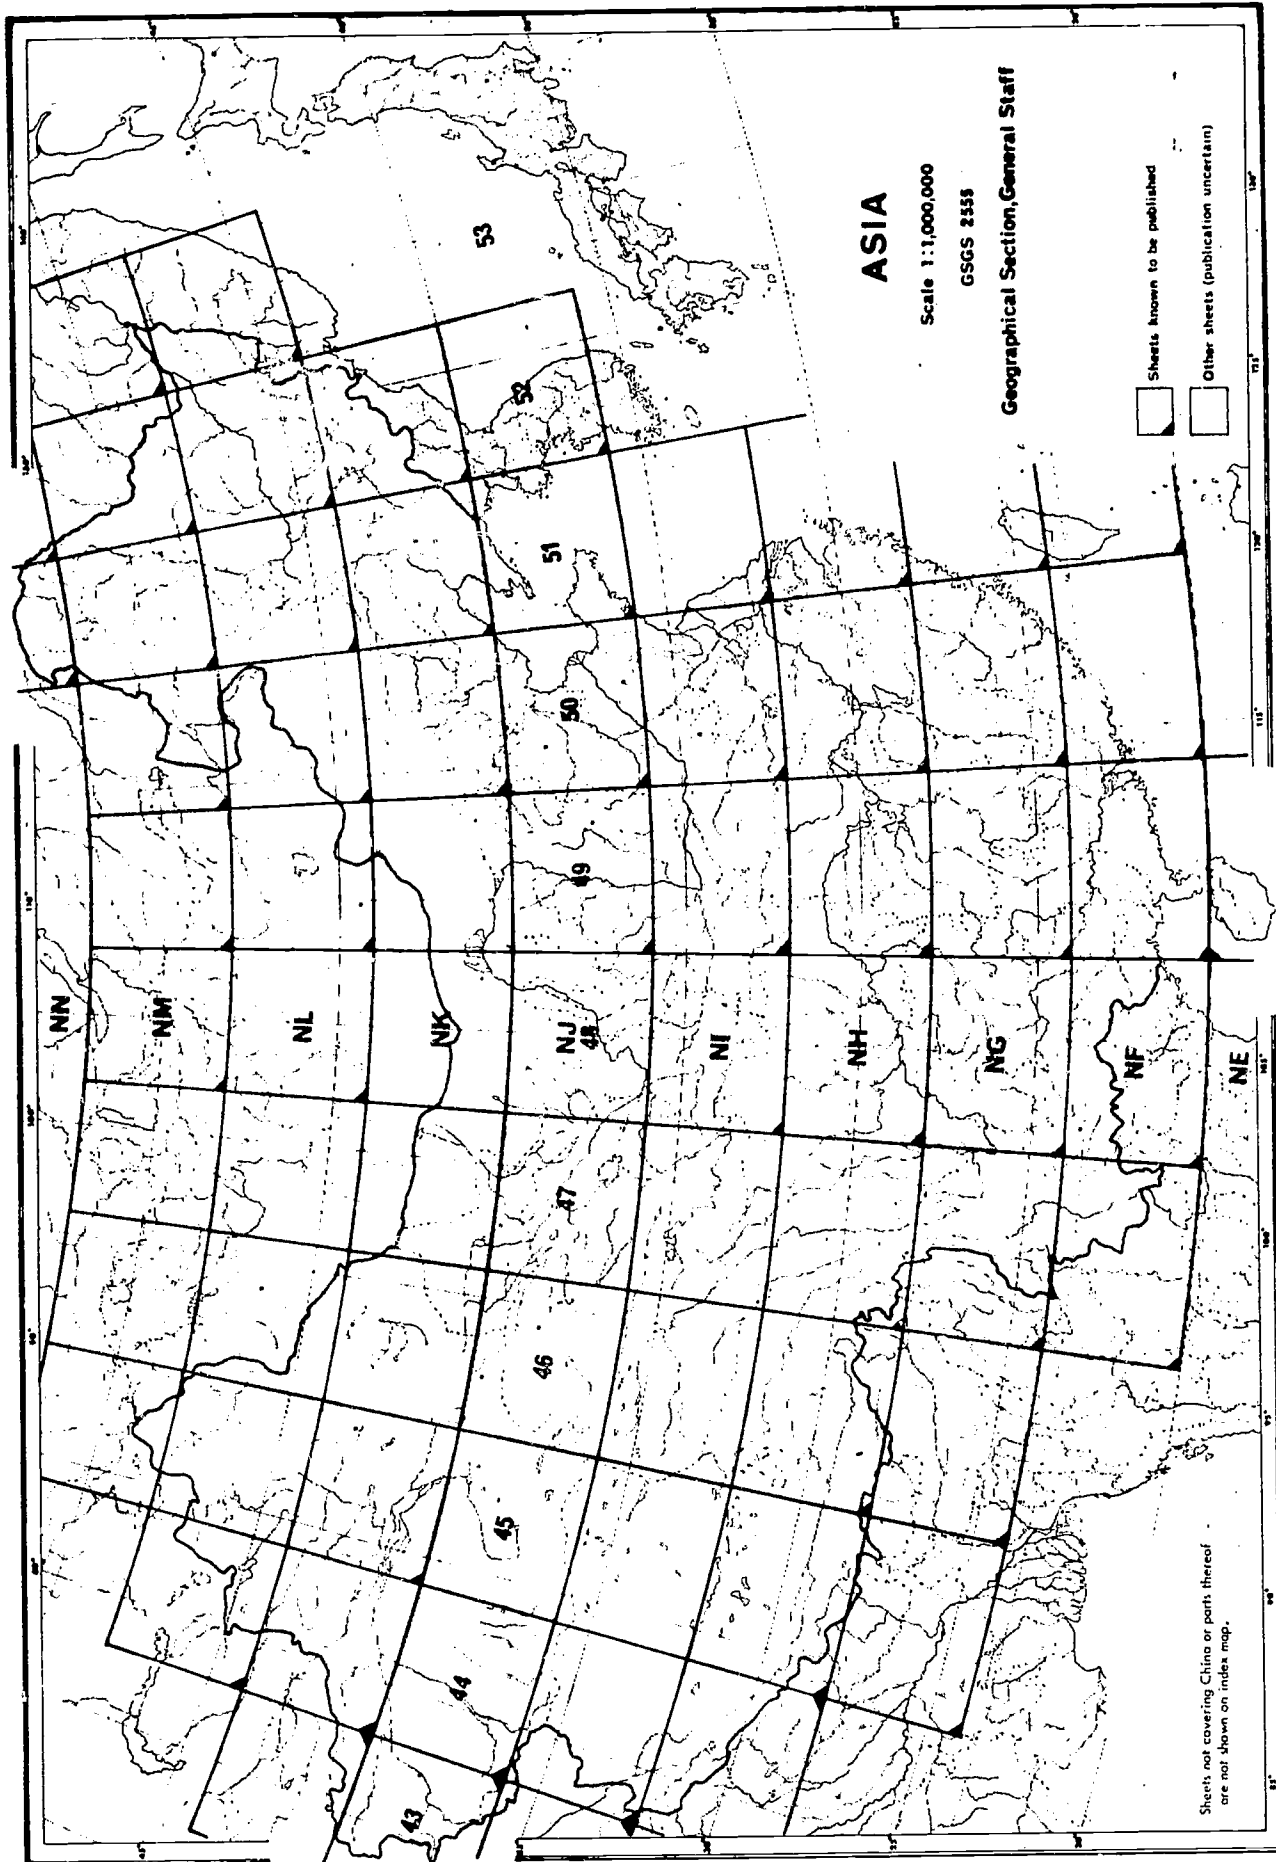 ASIA
Scale 1:1,000,000
GSGS 2555
Geographical Section, General Staff
Sheets known to be published
Other sheets (publication uncertain)
NN
NM
NL
NK
NJ
NI
NH
NG
NF
NE
43
44
45
46
47
48
49
50
51
52
53
Sheets not covering China or parts thereof
are not shown on index map.